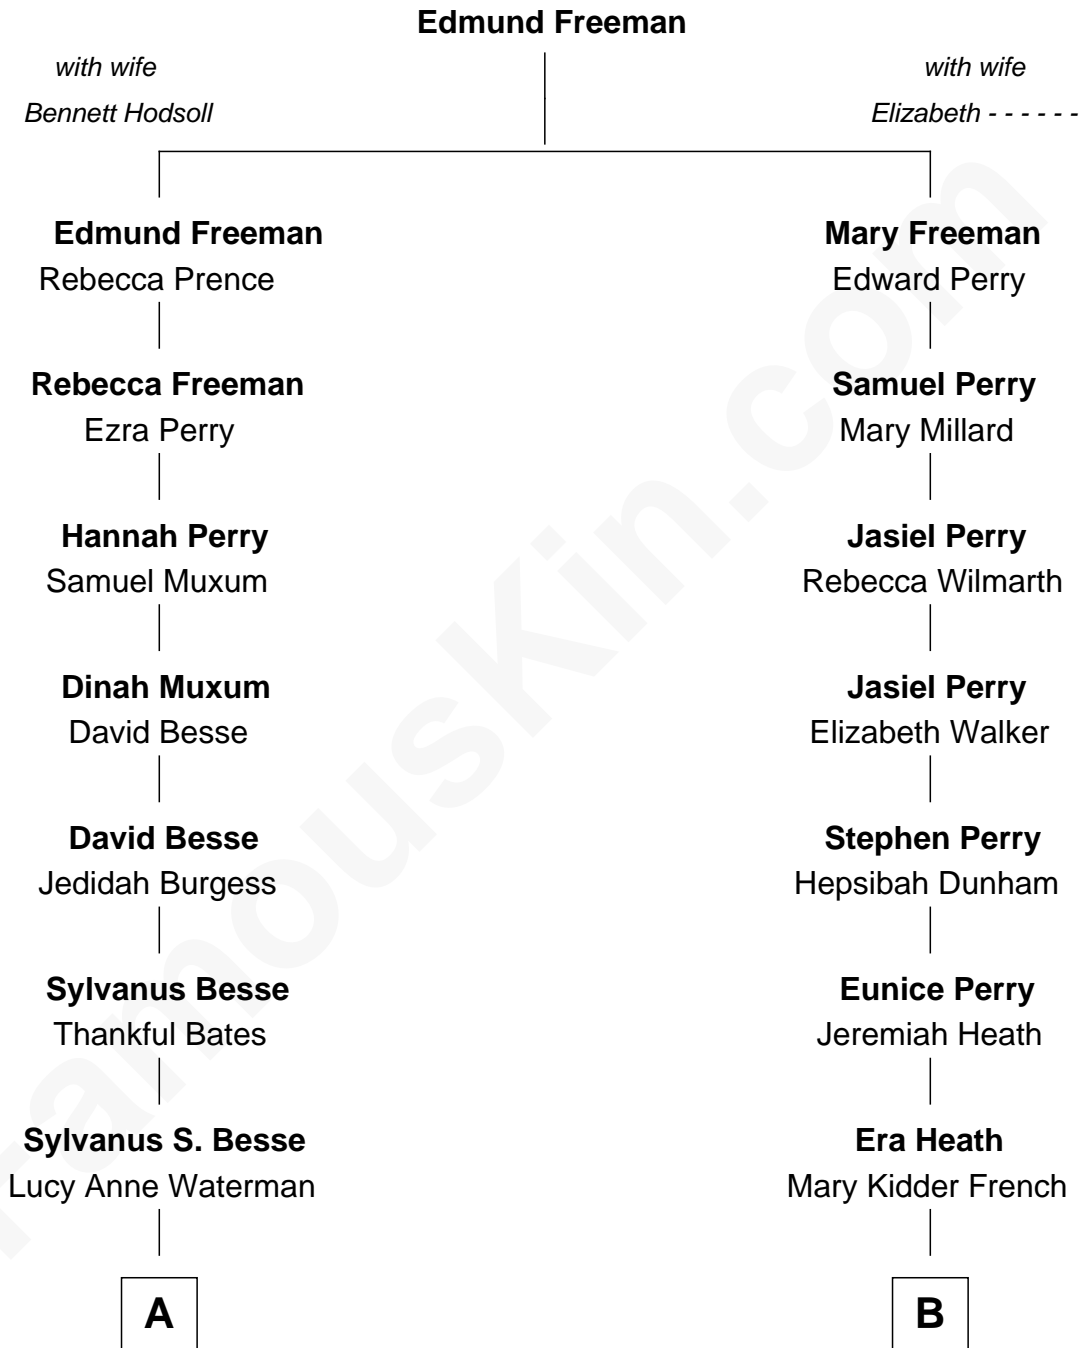 Edmund Freeman
with wife
Bennett Hodsoll
with wife
Elizabeth - - - - - -
Edmund Freeman
Rebecca Prence
Mary Freeman
Edward Perry
Rebecca Freeman
Ezra Perry
Samuel Perry
Mary Millard
Hannah Perry
Samuel Muxum
Jasiel Perry
Rebecca Wilmarth
Dinah Muxum
David Besse
Jasiel Perry
Elizabeth Walker
David Besse
Jedidah Burgess
Stephen Perry
Hepsibah Dunham
Sylvanus Besse
Thankful Bates
Eunice Perry
Jeremiah Heath
Sylvanus S. Besse
Lucy Anne Waterman
Era Heath
Mary Kidder French
A
B
FamousKin.com